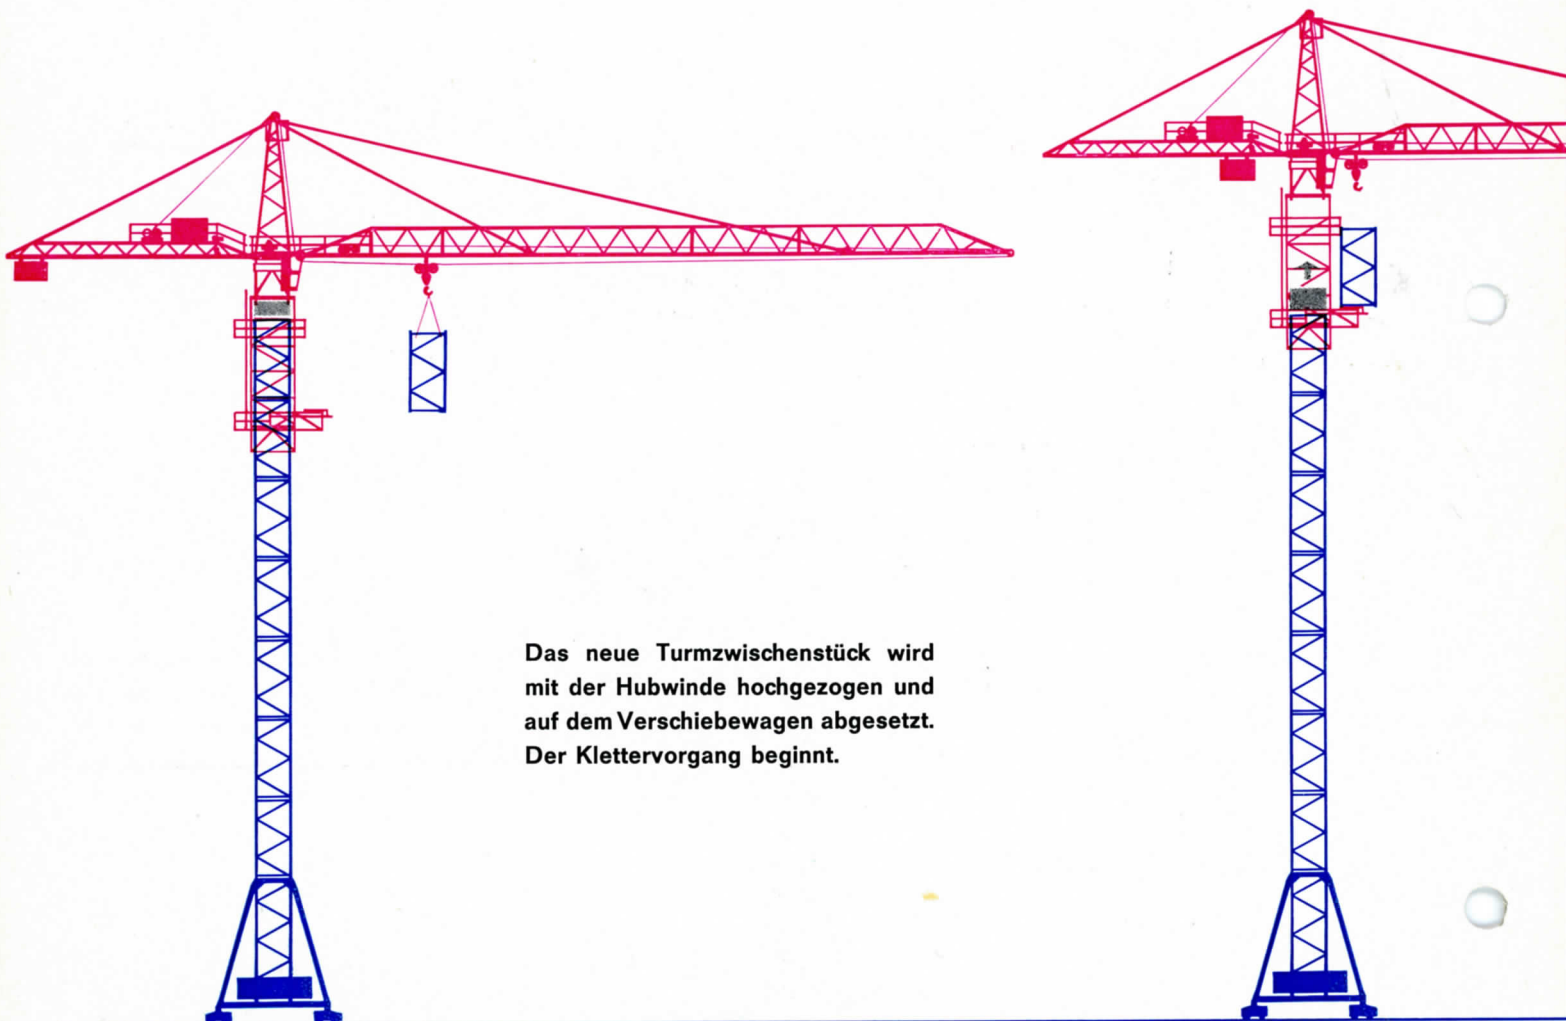 Das neue Turmzwischenstück wird
mit der Hubwinde hochgezogen und
auf dem Verschiebewagen abgesetzt.
Der Klettervorgang beginnt.